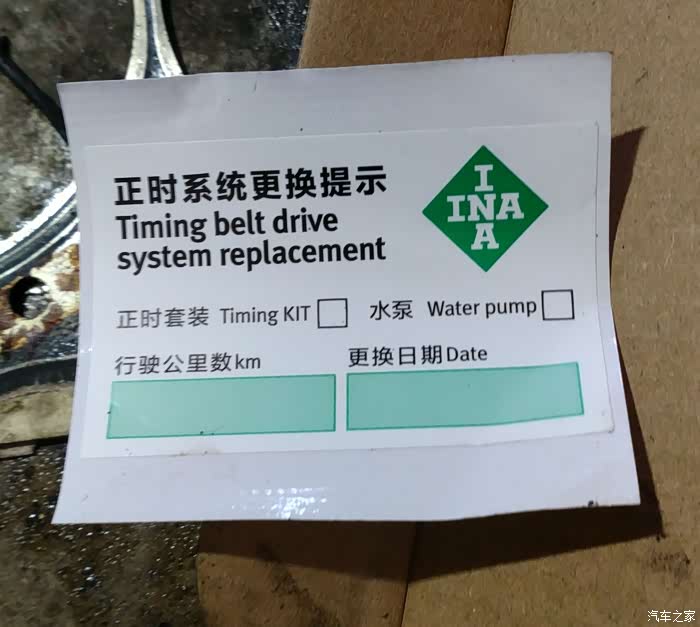 正时系统更换提示
Timing belt drive
system replacement
I
INA
A
正时套装 Timing KIT 水泵 Water pump
行驶公里数km 更换日期Date
汽车之家